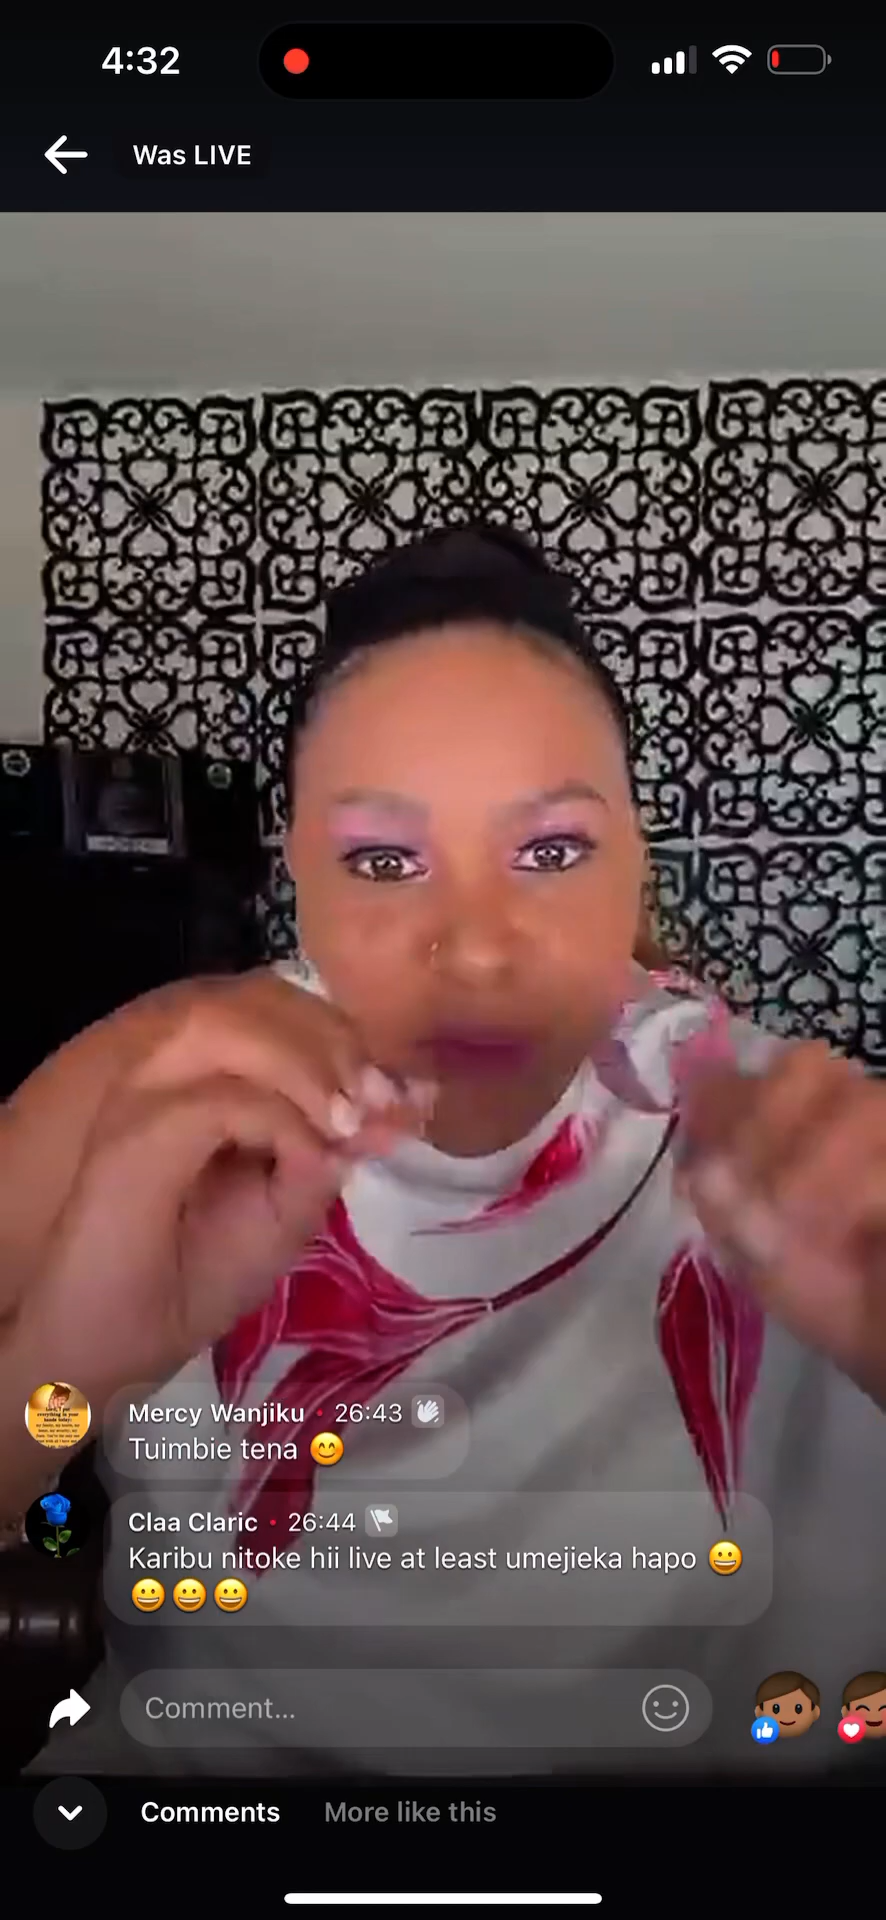 4:32
Was LIVE
Mercy Wanjiku • 26:43
Tuimbie tena 😊
Claa Claric • 26:44
Karibu nitoke hii live at least umejieka hapo 😀
😀😀😀
Comment...
Comments More like this